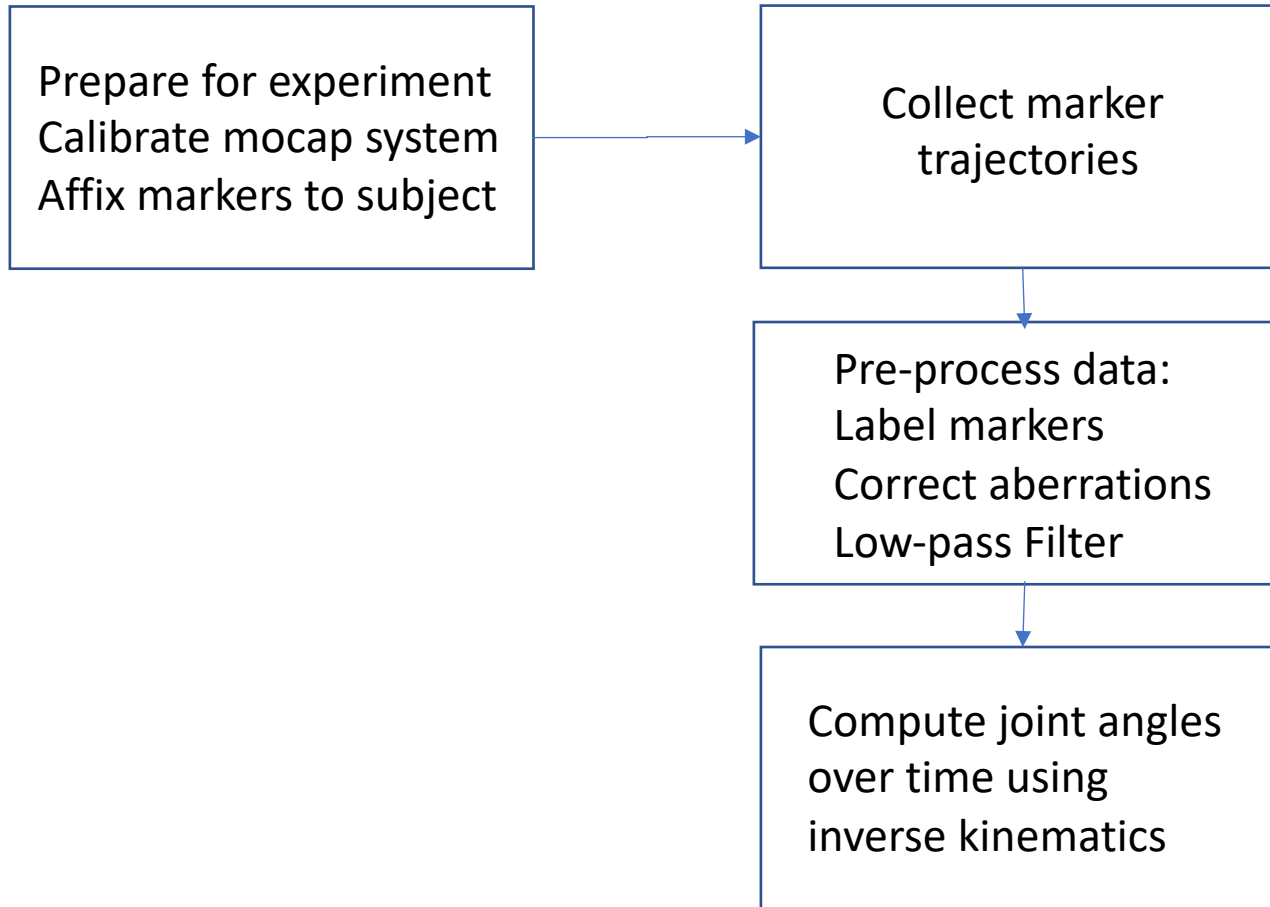 Prepare for experiment
Calibrate mocap system
Affix markers to subject
Collect marker
trajectories
Pre-process data:
Label markers
Correct aberrations
Low-pass Filter
Compute joint angles
over time using
inverse kinematics